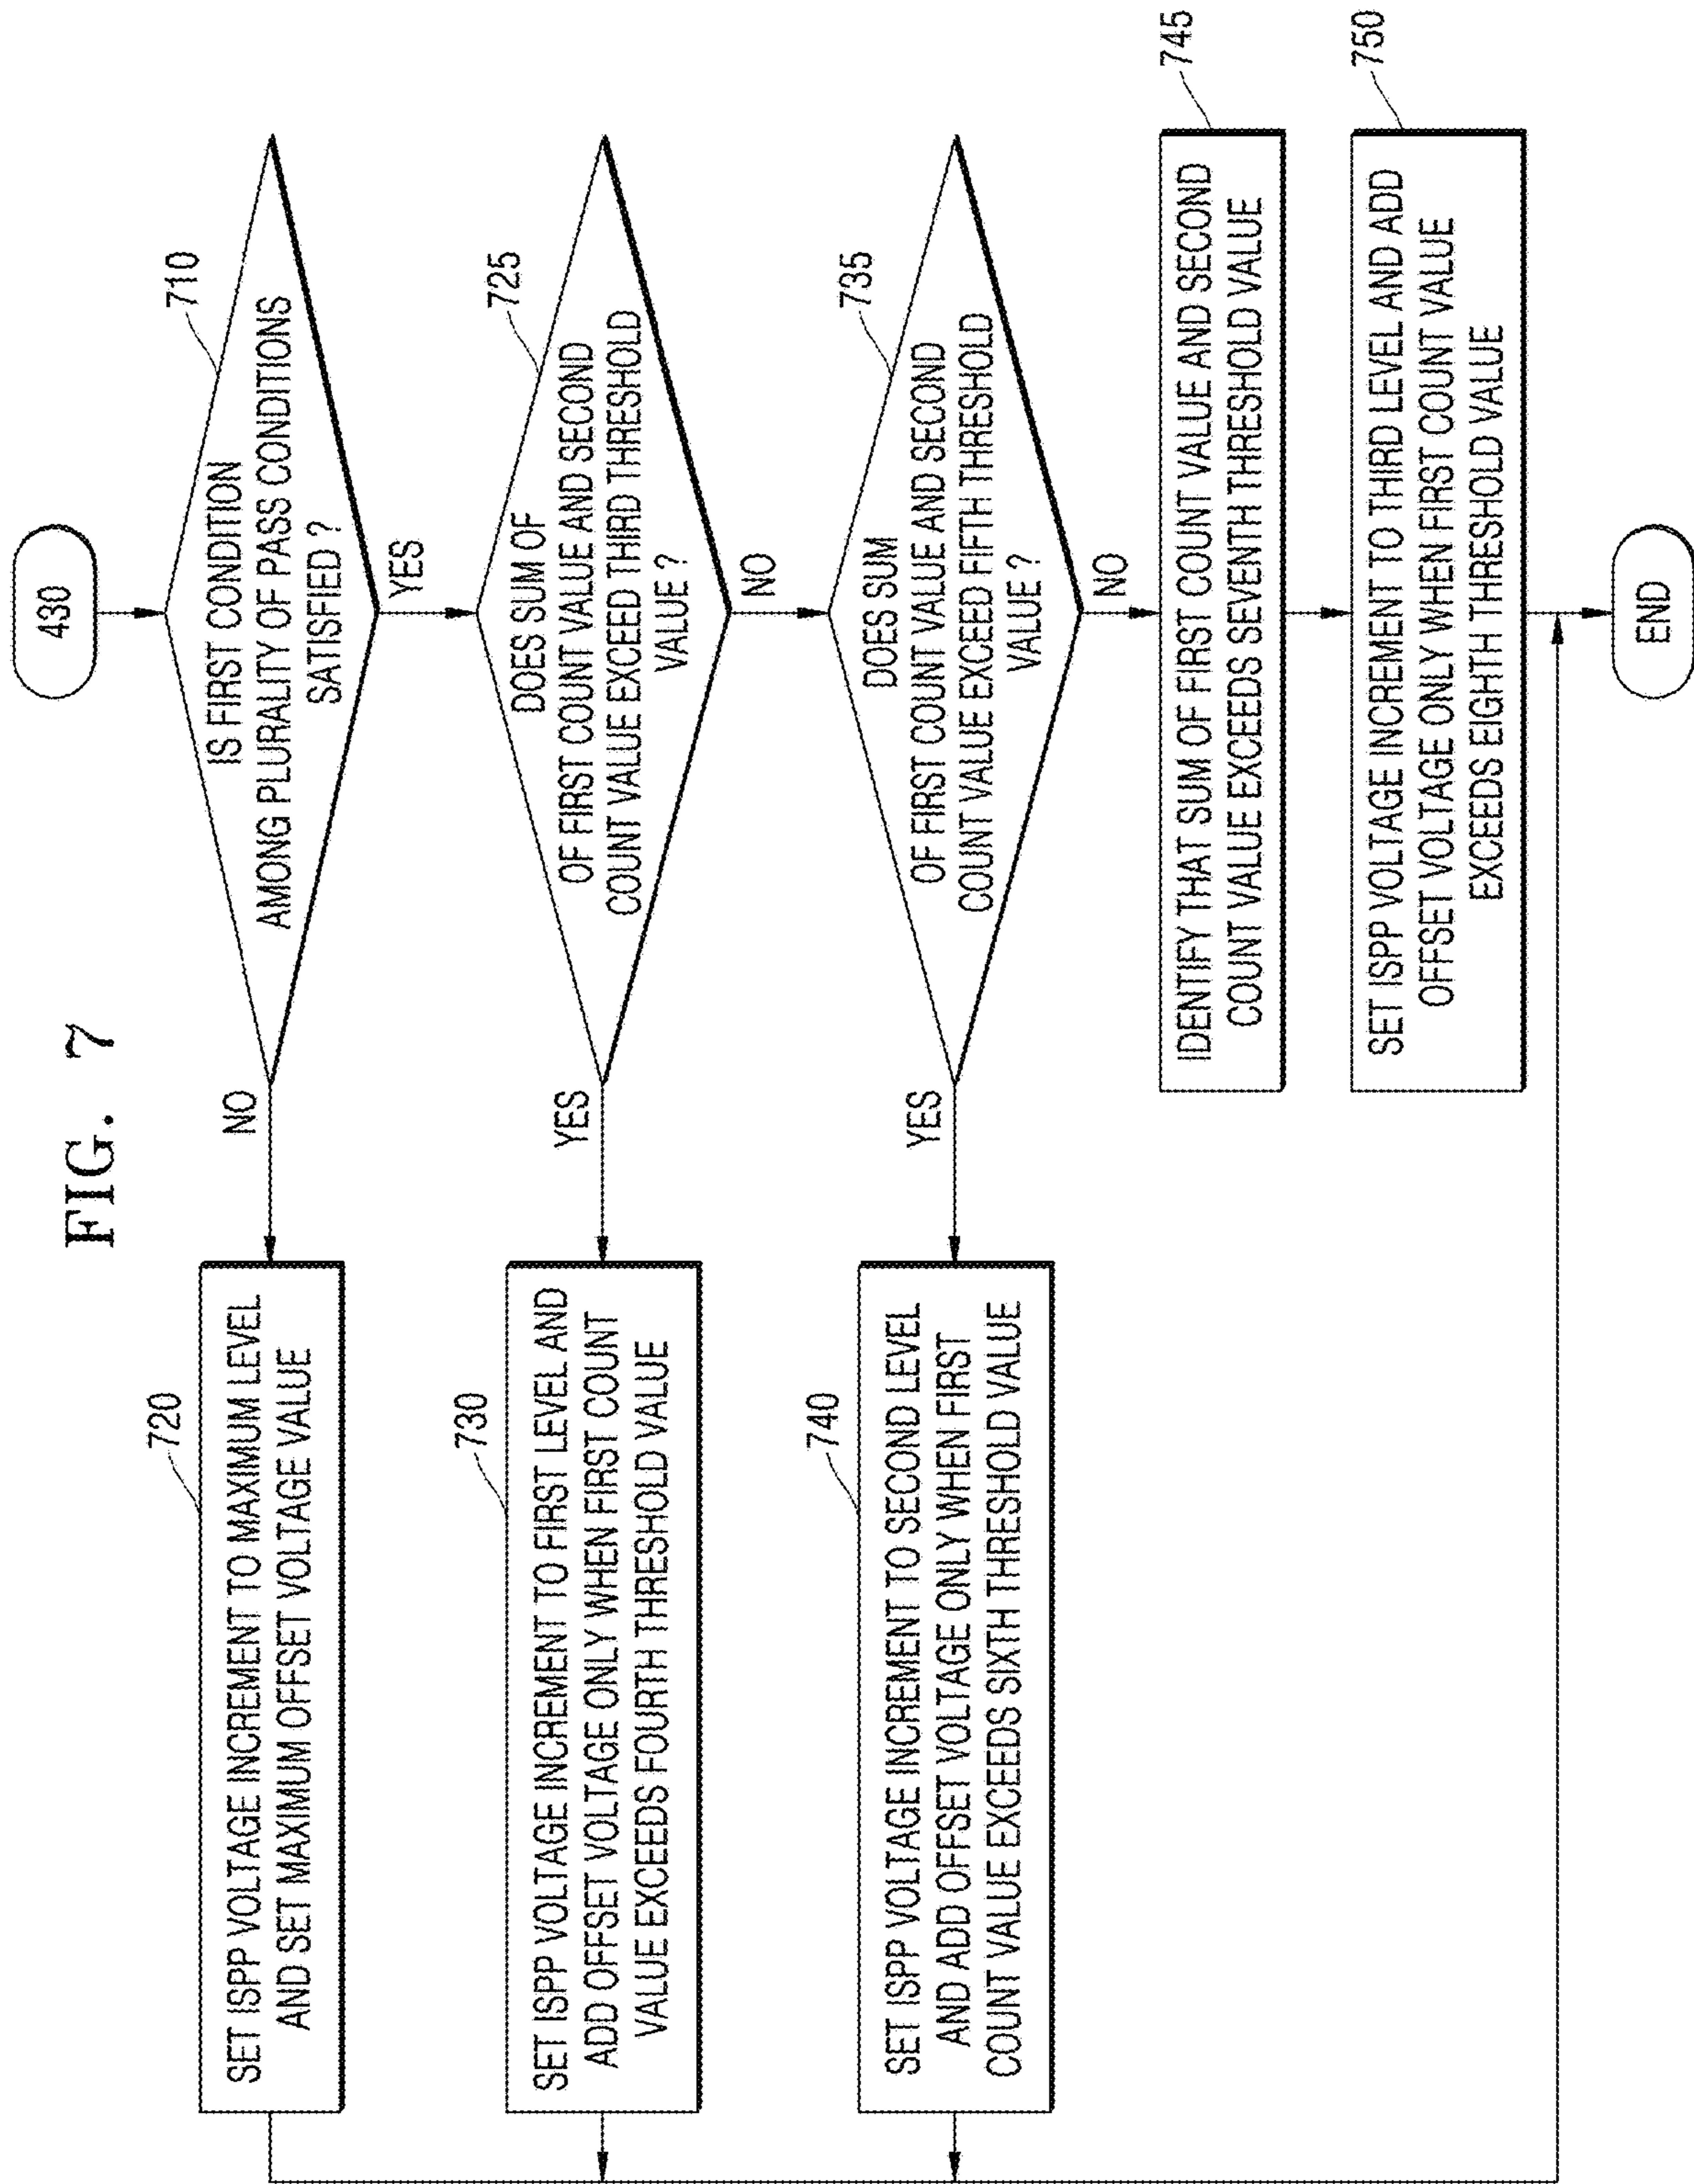 FIG. 7
430
710
IS FIRST CONDITION
AMONG PLURALITY OF PASS CONDITIONS
SATISFIED ?
NO
YES
720
SET ISPP VOLTAGE INCREMENT TO MAXIMUM LEVEL
AND SET MAXIMUM OFFSET VOLTAGE VALUE
725
DOES SUM OF
OF FIRST COUNT VALUE AND SECOND
COUNT VALUE EXCEED THIRD THRESHOLD
VALUE ?
YES
NO
730
SET ISPP VOLTAGE INCREMENT TO FIRST LEVEL AND
ADD OFFSET VOLTAGE ONLY WHEN FIRST COUNT
VALUE EXCEEDS FOURTH THRESHOLD VALUE
735
DOES SUM
OF FIRST COUNT VALUE AND SECOND
COUNT VALUE EXCEED FIFTH THRESHOLD
VALUE ?
YES
NO
740
SET ISPP VOLTAGE INCREMENT TO SECOND LEVEL
AND ADD OFFSET VOLTAGE ONLY WHEN FIRST
COUNT VALUE EXCEEDS SIXTH THRESHOLD VALUE
745
IDENTIFY THAT SUM OF FIRST COUNT VALUE AND SECOND
COUNT VALUE EXCEEDS SEVENTH THRESHOLD VALUE
750
SET ISPP VOLTAGE INCREMENT TO THIRD LEVEL AND ADD
OFFSET VOLTAGE ONLY WHEN FIRST COUNT VALUE
EXCEEDS EIGHTH THRESHOLD VALUE
END